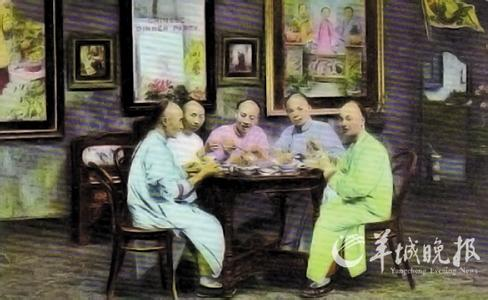 CHINESE
DINNER PARTY
羊城晚报
Yangcheng Evening News